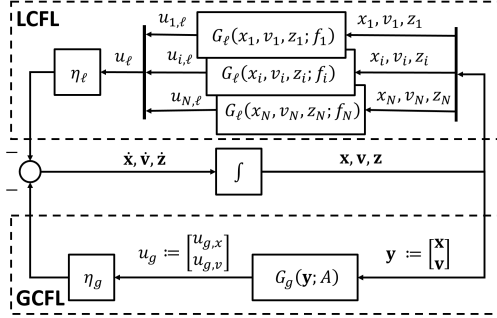 LCFL
u_{1,ℓ} G_ℓ(x_1, v_1, z_1; f_1) x_1, v_1, z_1
η_ℓ u_ℓ u_{i,ℓ} G_ℓ(x_i, v_i, z_i; f_i) x_i, v_i, z_i
u_{N,ℓ} G_ℓ(x_N, v_N, z_N; f_N) x_N, v_N, z_N
−
ẋ, v̇, ż ∫ x, v, z
−
η_g u_g := [u_{g,x} u_{g,v}] G_g(y; A) y := [x v]
GCFL